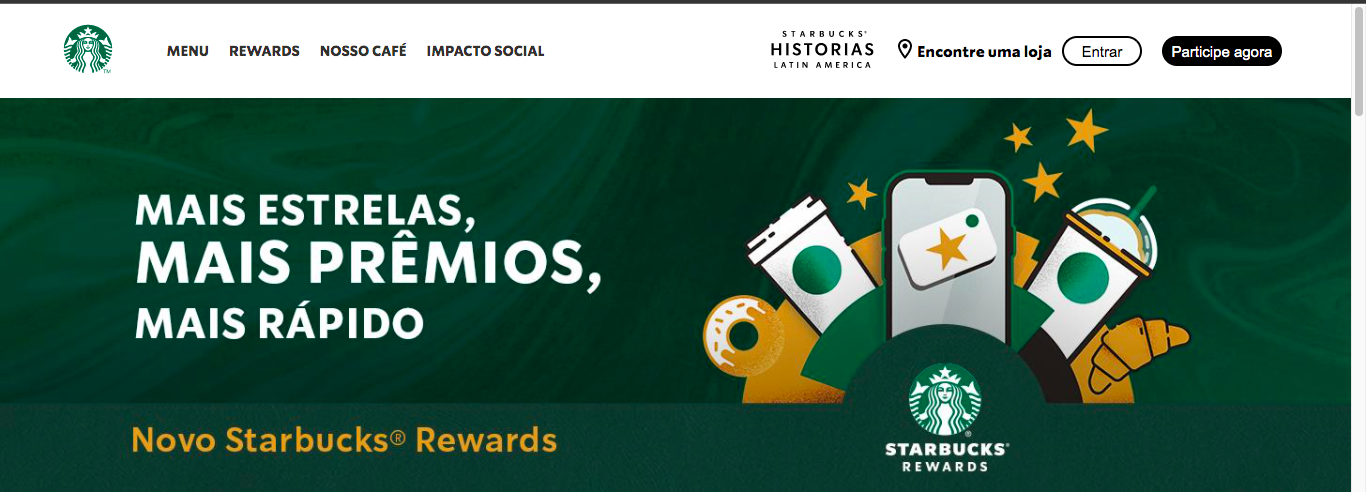 MENU REWARDS NOSSO CAFÉ IMPACTO SOCIAL
STARBUCKS®
HISTORIAS
LATIN AMERICA
Encontre uma loja
Entrar
Participe agora
MAIS ESTRELAS,
MAIS PRÊMIOS,
MAIS RÁPIDO
Novo Starbucks® Rewards
STARBUCKS®
REWARDS
TM
®